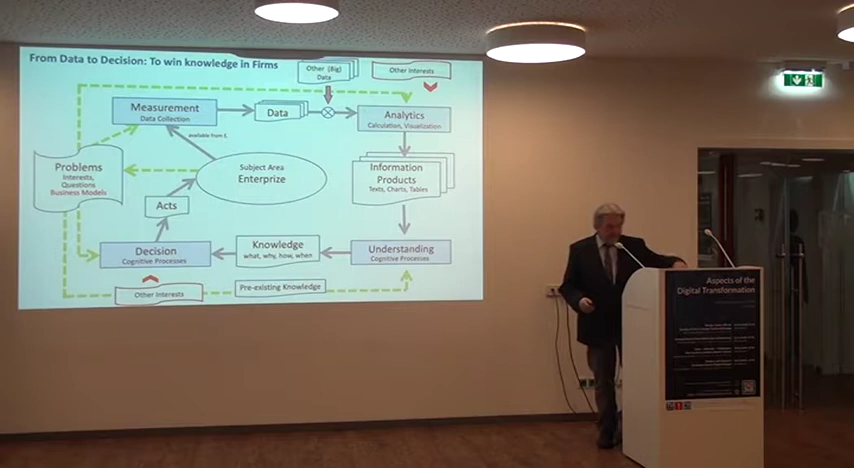 From Data to Decision: To win knowledge in Firms
Other (Big)
Data
Other Interests
Measurement
Data Collection
Data
Analytics
Calculation, Visualization
available from E.
Problems
Interests,
Questions
Business Models
Subject Area
Enterprize
Information
Products
Texts, Charts, Tables
Acts
Decision
Cognitive Processes
Knowledge
what, why, how, when
Understanding
Cognitive Processes
Other Interests
Pre-existing Knowledge
Aspects of the
Digital Transformation